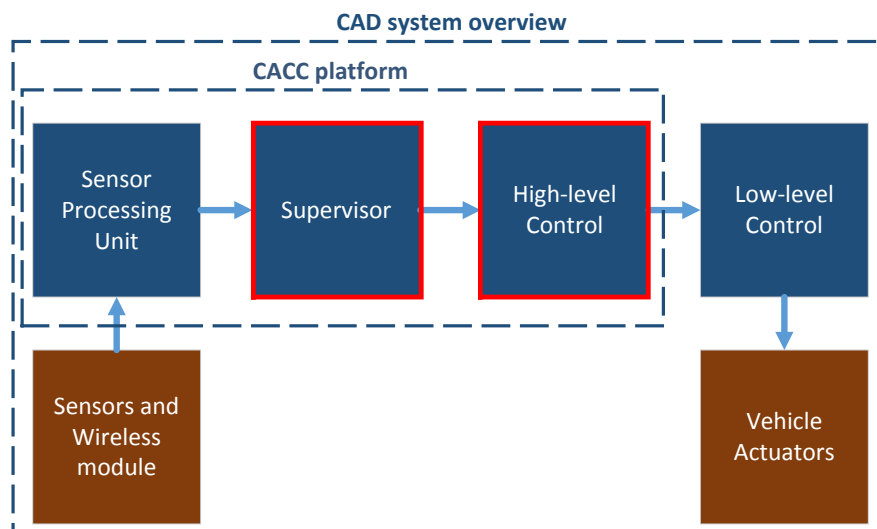 CAD system overview
CACC platform
Sensor
Processing
Unit
Supervisor
High-level
Control
Low-level
Control
Sensors and
Wireless
module
Vehicle
Actuators